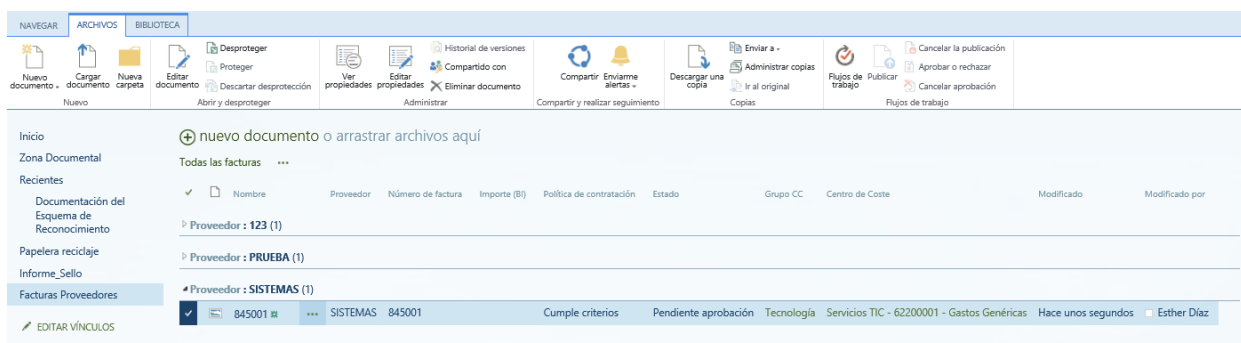 NAVEGAR ARCHIVOS BIBLIOTECA
Nuevo documento
Cargar documento
Nueva carpeta
Nuevo
Editar documento
Desproteger
Proteger
Descartar desprotección
Abrir y desproteger
Ver propiedades
Editar propiedades
Historial de versiones
Compartido con
Eliminar documento
Administrar
Compartir
Enviarme alertas
Compartir y realizar seguimiento
Descargar una copia
Enviar a
Administrar copias
Ir al original
Copias
Flujos de trabajo
Publicar
Cancelar la publicación
Aprobar o rechazar
Cancelar aprobación
Flujos de trabajo
Inicio
Zona Documental
Recientes
Documentación del
Esquema de
Reconocimiento
Papelera reciclaje
Informe_Sello
Facturas Proveedores
EDITAR VÍNCULOS
nuevo documento o arrastrar archivos aquí
Todas las facturas ...
Nombre Proveedor Número de factura Importe (BI) Política de contratación Estado Grupo CC Centro de Coste Modificado Modificado por
Proveedor : 123 (1)
Proveedor : PRUEBA (1)
Proveedor : SISTEMAS (1)
845001 ... SISTEMAS 845001 Cumple criterios Pendiente aprobación Tecnología Servicios TIC - 62200001 - Gastos Genéricas Hace unos segundos Esther Díaz